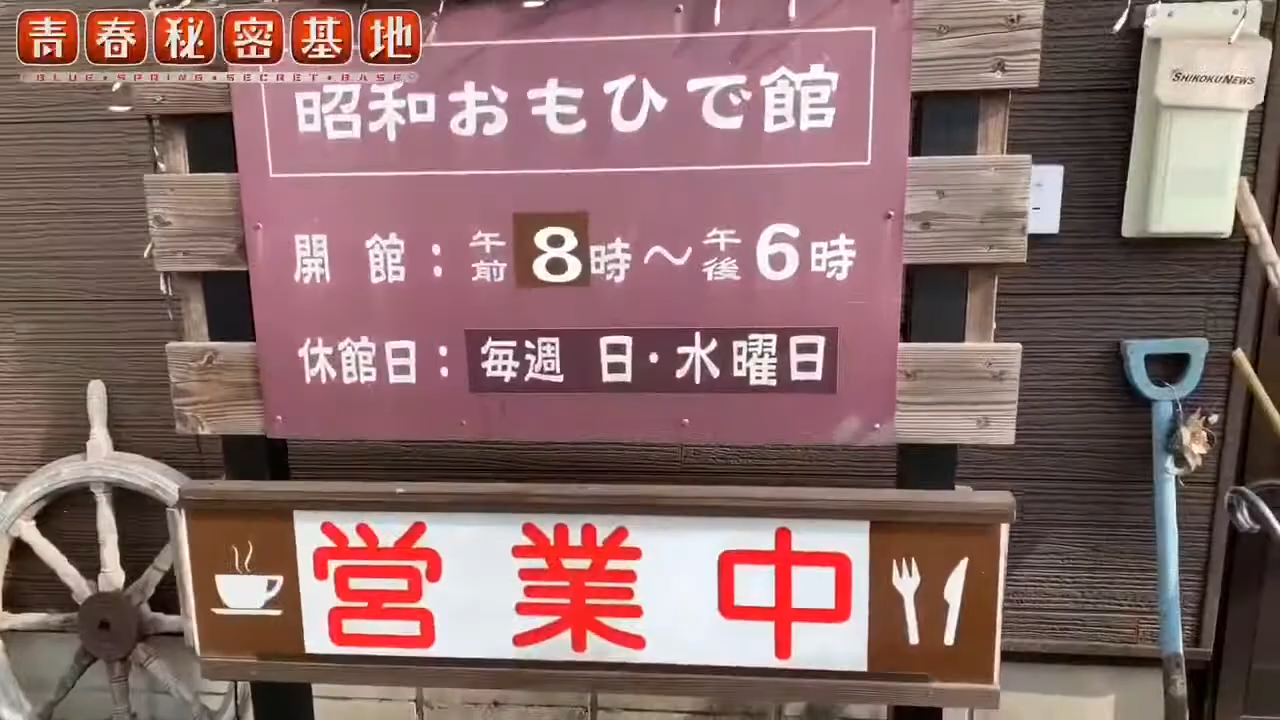 青春秘密基地
BLUE・SPRING・SECRET・BASE
昭和おもひで館
SHIKOKU NEWS
開館：午前8時〜午後6時
休館日：毎週 日・水曜日
営業中